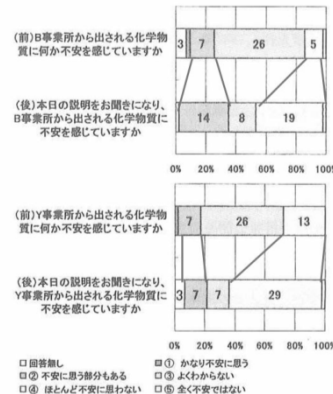 (前)B事業所から出される化学物
質に何か不安を感じていますか
3 7 26 5
(後)本日の説明をお聞きになり、
B事業所から出される化学物質に
不安を感じていますか
14 8 19
0% 20% 40% 60% 80% 100%
(前)Y事業所から出される化学物
質に何か不安を感じていますか
7 26 13
(後)本日の説明をお聞きになり、
Y事業所から出される化学物質に
不安を感じていますか
3 7 7 29
0% 20% 40% 60% 80% 100%
□回答無し ① かなり不安に思う
② 不安に思う部分もある □③ よくわからない
□④ ほとんど不安に思わない ⑤ 全く不安ではない